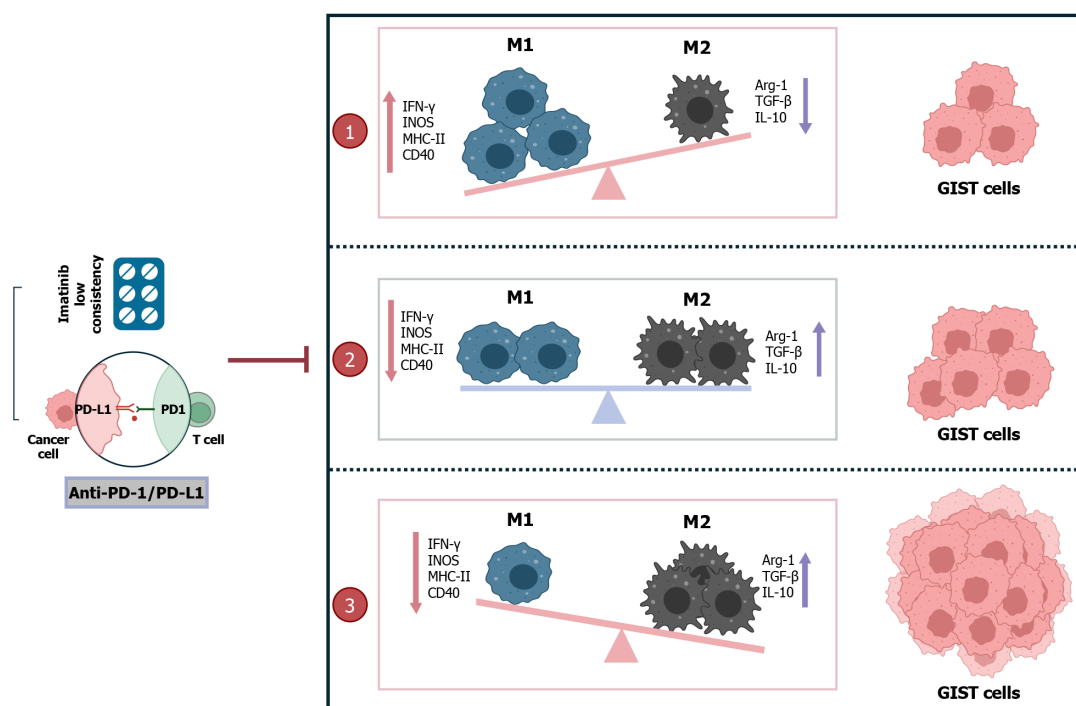 Imatinib
low
consistency
PD-L1
PD1
Cancer
cell
T cell
Anti-PD-1/PD-L1
1
M1
M2
IFN-γ
INOS
MHC-II
CD40
Arg-1
TGF-β
IL-10
GIST cells
2
M1
M2
IFN-γ
INOS
MHC-II
CD40
Arg-1
TGF-β
IL-10
GIST cells
3
M1
M2
IFN-γ
INOS
MHC-II
CD40
Arg-1
TGF-β
IL-10
GIST cells